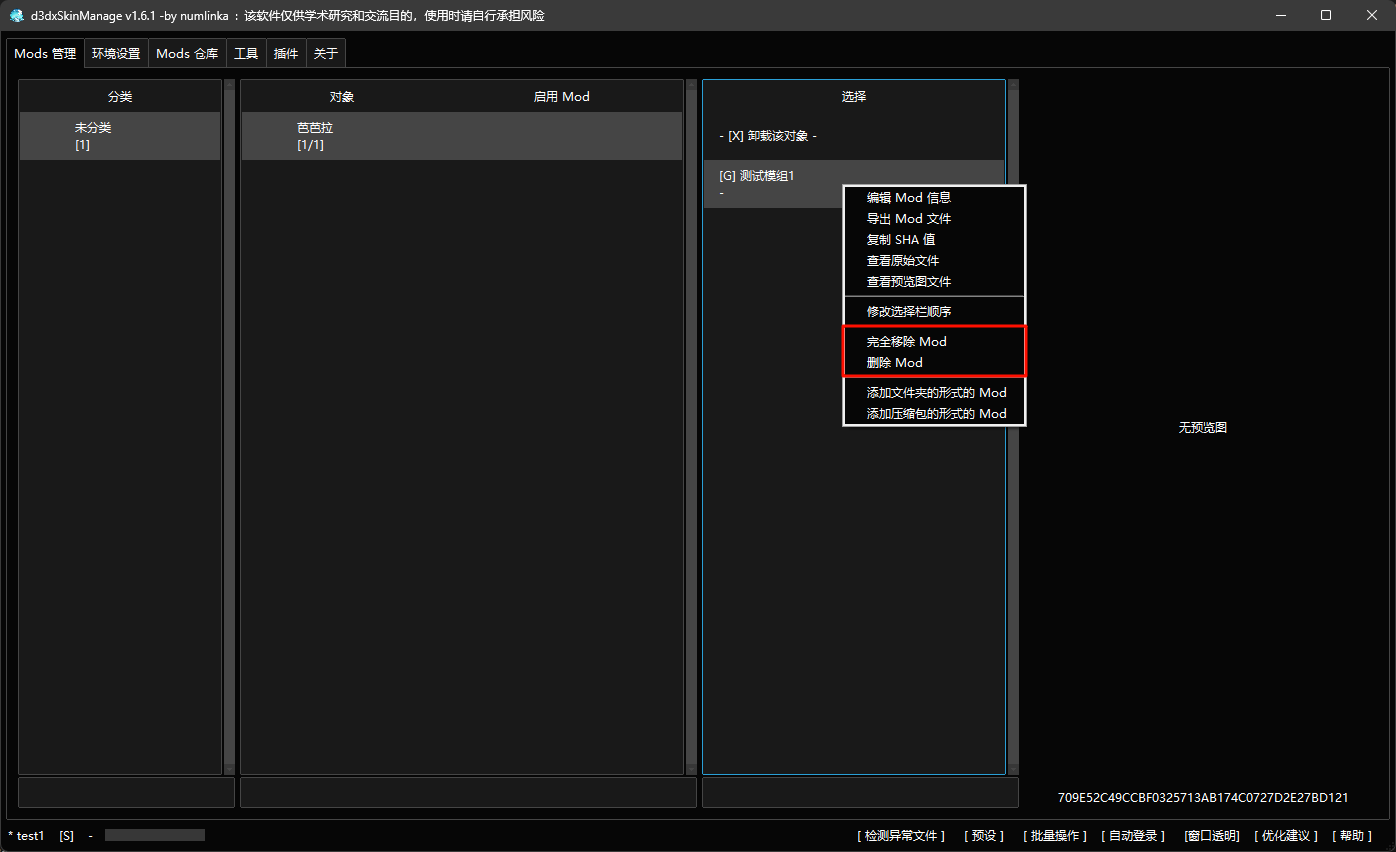 d3dxSkinManage v1.6.1 -by numlinka : 该软件仅供学术研究和交流目的，使用时请自行承担风险
Mods 管理 环境设置 Mods 仓库 工具 插件 关于
分类 对象 启用 Mod 选择
未分类
[1]
芭芭拉
[1/1]
- [X] 卸载该对象 -
[G] 测试模组1
-
编辑 Mod 信息
导出 Mod 文件
复制 SHA 值
查看原始文件
查看预览图文件
修改选择栏顺序
完全移除 Mod
删除 Mod
添加文件夹的形式的 Mod
添加压缩包的形式的 Mod
无预览图
709E52C49CCBF0325713AB174C0727D2E27BD121
* test1 [S] - [ 检测异常文件 ] [ 预设 ] [ 批量操作 ] [ 自动登录 ] [窗口透明] [ 优化建议 ] [ 帮助 ]